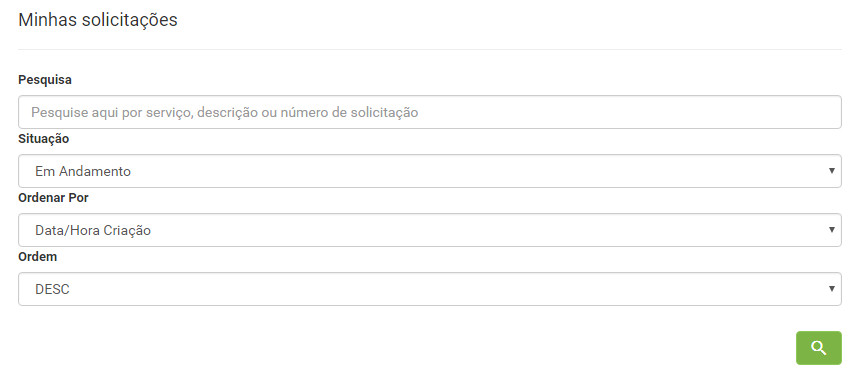 Minhas solicitações
Pesquisa
Pesquise aqui por serviço, descrição ou número de solicitação
Situação
Em Andamento
Ordenar Por
Data/Hora Criação
Ordem
DESC